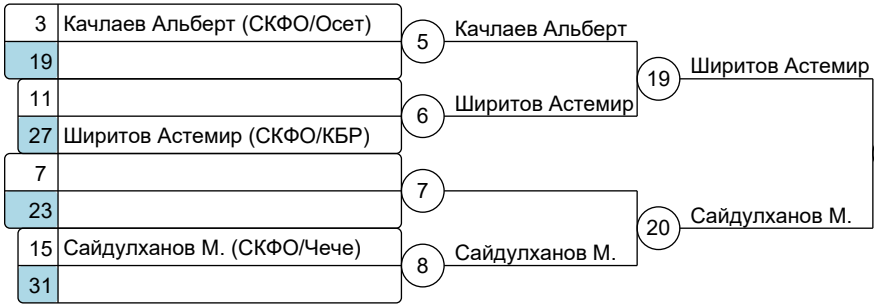 3 Качлаев Альберт (СКФО/Осет)
5 Качлаев Альберт
19
19 Ширитов Астемир
11
6 Ширитов Астемир
27 Ширитов Астемир (СКФО/КБР)
7
7
23
20 Сайдулханов М.
15 Сайдулханов М. (СКФО/Чече)
8 Сайдулханов М.
31